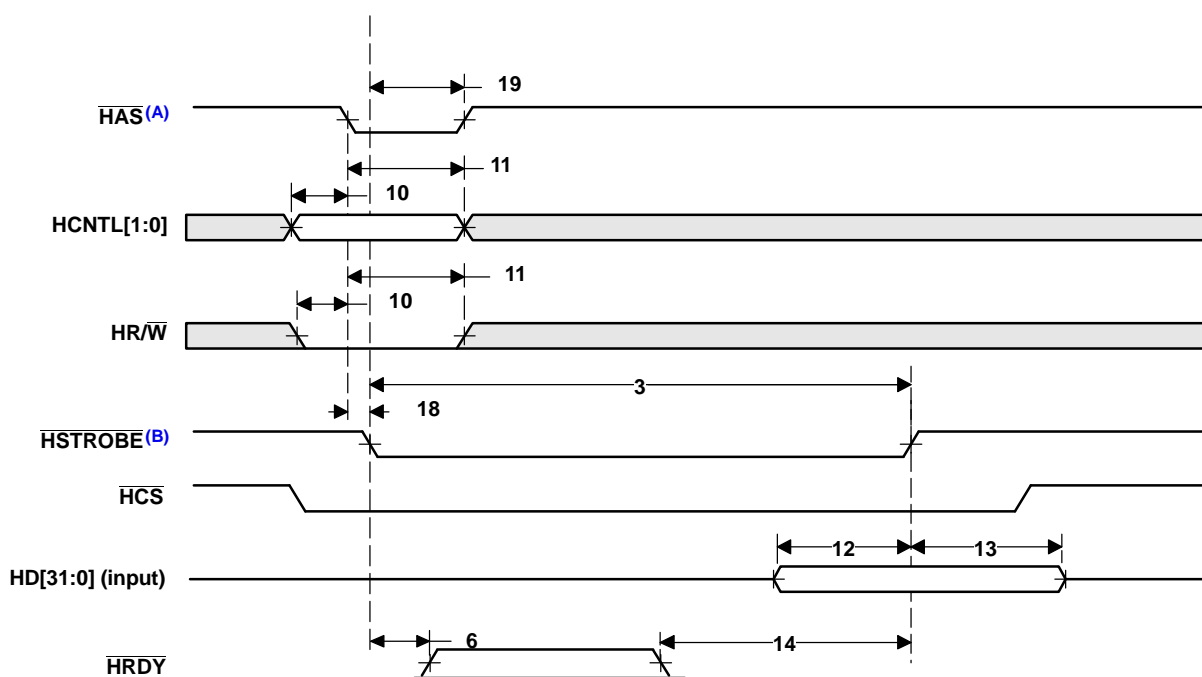 19
HAS(A)
11
10
HCNTL[1:0]
11
10
HR/W
3
18
HSTROBE(B)
HCS
12
13
HD[31:0] (input)
6
14
HRDY